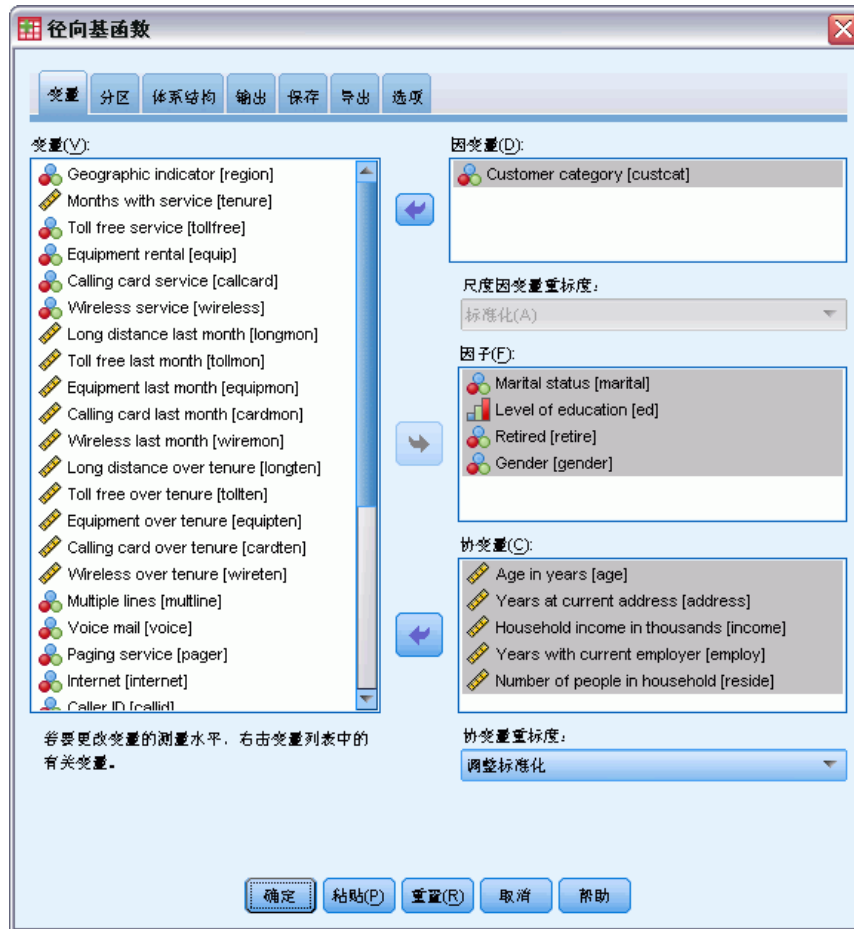 径向基函数
变量 分区 体系结构 输出 保存 导出 选项
变量(V):
Geographic indicator [region]
Months with service [tenure]
Toll free service [tollfree]
Equipment rental [equip]
Calling card service [callcard]
Wireless service [wireless]
Long distance last month [longmon]
Toll free last month [tollmon]
Equipment last month [equipmon]
Calling card last month [cardmon]
Wireless last month [wiremon]
Long distance over tenure [longten]
Toll free over tenure [tollten]
Equipment over tenure [equipten]
Calling card over tenure [cardten]
Wireless over tenure [wireten]
Multiple lines [multline]
Voice mail [voice]
Paging service [pager]
Internet [internet]
Caller ID [callid]
若要更改变量的测量水平，右击变量列表中的
有关变量。
因变量(D):
Customer category [custcat]
尺度因变量重标度：
标准化(A)
因子(F):
Marital status [marital]
Level of education [ed]
Retired [retire]
Gender [gender]
协变量(C):
Age in years [age]
Years at current address [address]
Household income in thousands [income]
Years with current employer [employ]
Number of people in household [reside]
协变量重标度：
调整标准化
确定 粘贴(P) 重置(R) 取消 帮助